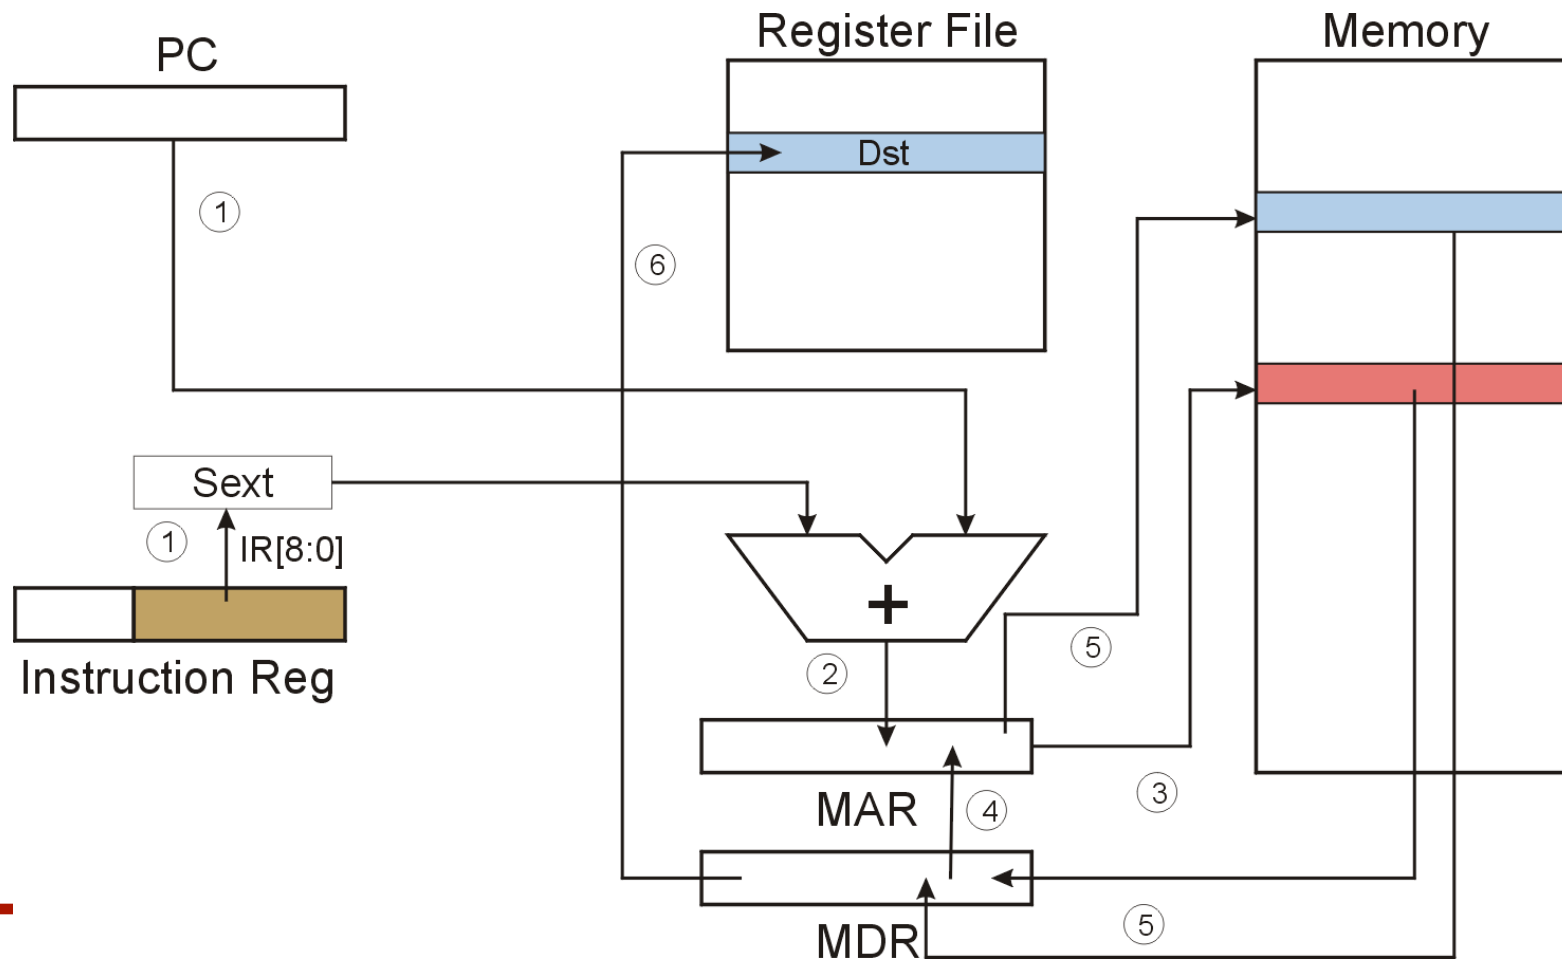 PC
Register File
Memory
Dst
1
6
Sext
1
IR[8:0]
+
Instruction Reg
2
5
MAR
4
3
MDR
5